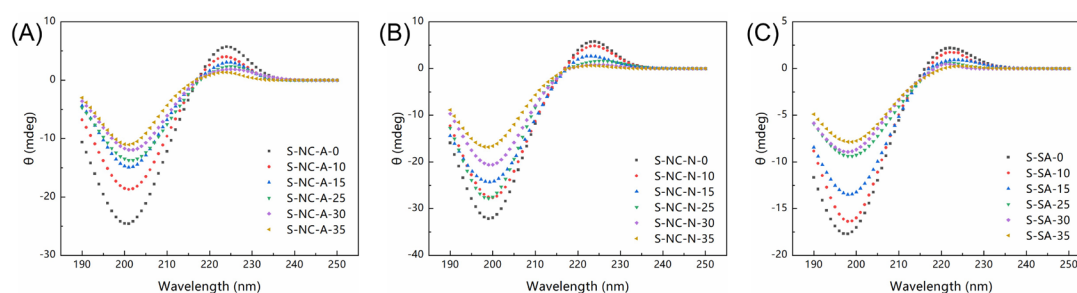 (A)
10
0
-10
-20
-30
θ (mdeg)
S-NC-A-0
S-NC-A-10
S-NC-A-15
S-NC-A-25
S-NC-A-30
S-NC-A-35
190 200 210 220 230 240 250
Wavelength (nm)
(B)
10
0
-10
-20
-30
-40
θ (mdeg)
S-NC-N-0
S-NC-N-10
S-NC-N-15
S-NC-N-25
S-NC-N-30
S-NC-N-35
190 200 210 220 230 240 250
Wavelength (nm)
(C)
5
0
-5
-10
-15
-20
θ (mdeg)
S-SA-0
S-SA-10
S-SA-15
S-SA-25
S-SA-30
S-SA-35
190 200 210 220 230 240 250
Wavelength (nm)